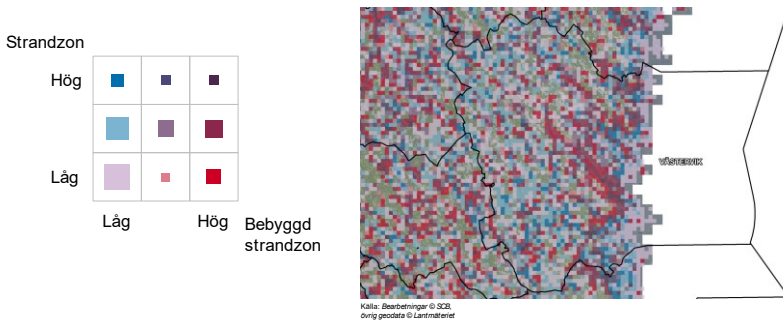 Strandzon
Hög
Låg
Låg
Hög
Bebyggd
strandzon
VÄSTERVIK
Källa: Bearbetningar © SCB,
övrig geodata © Lantmäteriet